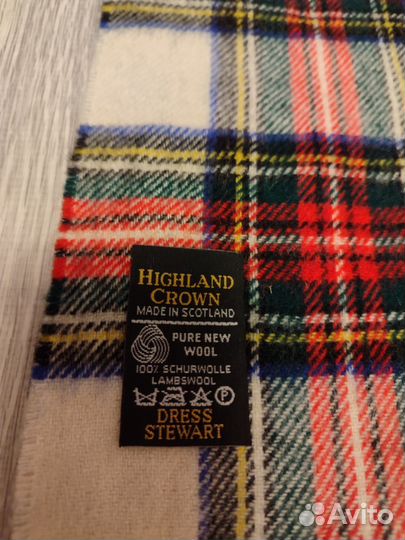 HIGHLAND
CROWN
MADE IN SCOTLAND
PURE NEW
WOOL
100% SCHURWOLLE
LAMBSWOOL
P
DRESS
STEWART
Avito